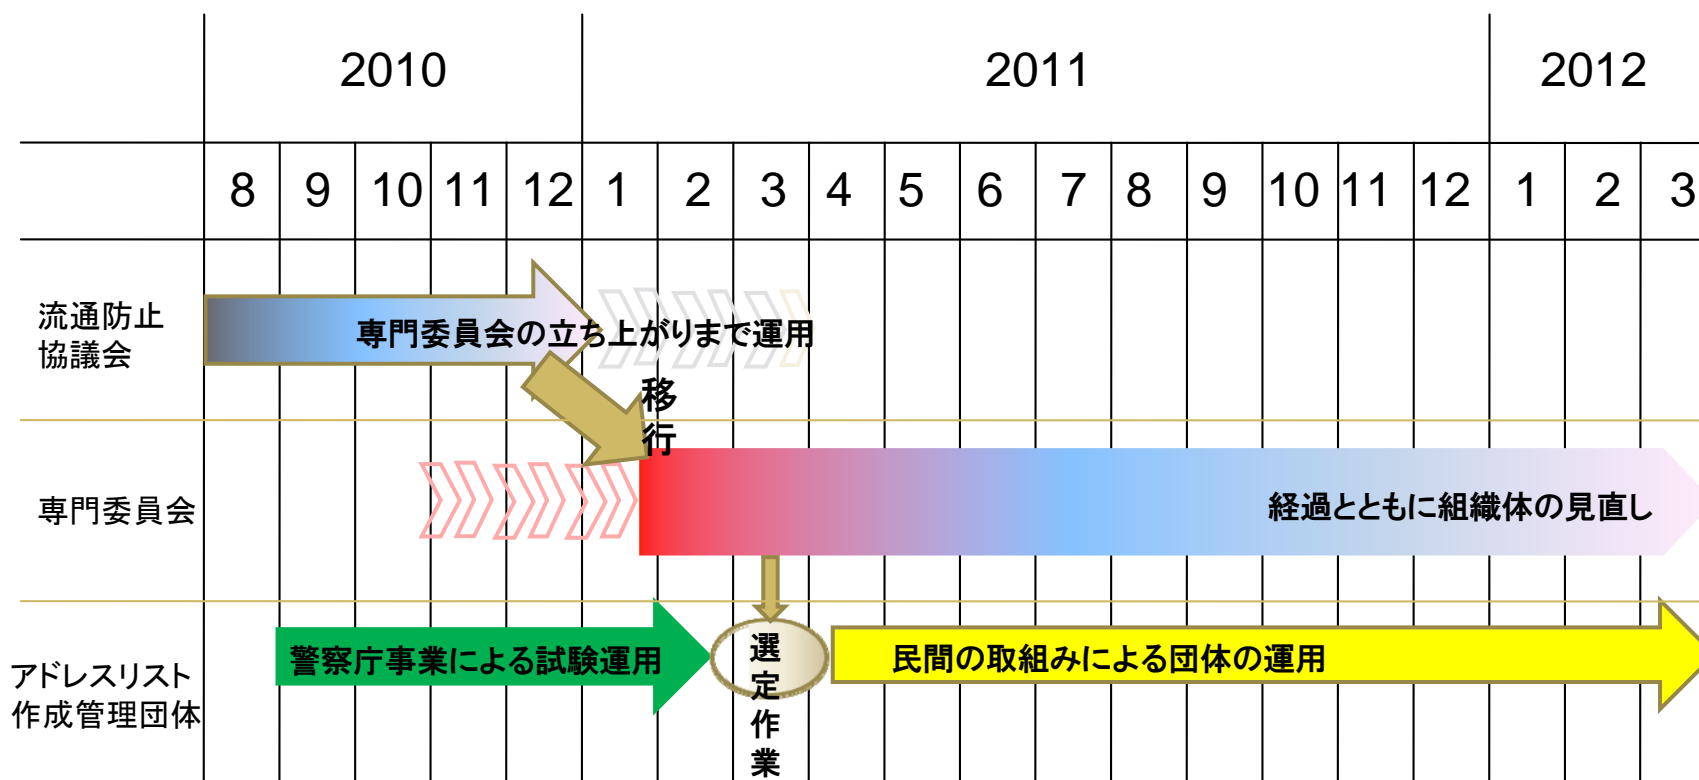 2010 2011 2012
8 9 10 11 12 1 2 3 4 5 6 7 8 9 10 11 12 1 2 3
流通防止
協議会
専門委員会の立ち上がりまで運用
移
行
専門委員会
経過とともに組織体の見直し
アドレスリスト
作成管理団体
警察庁事業による試験運用
選
定
作
業
民間の取組みによる団体の運用